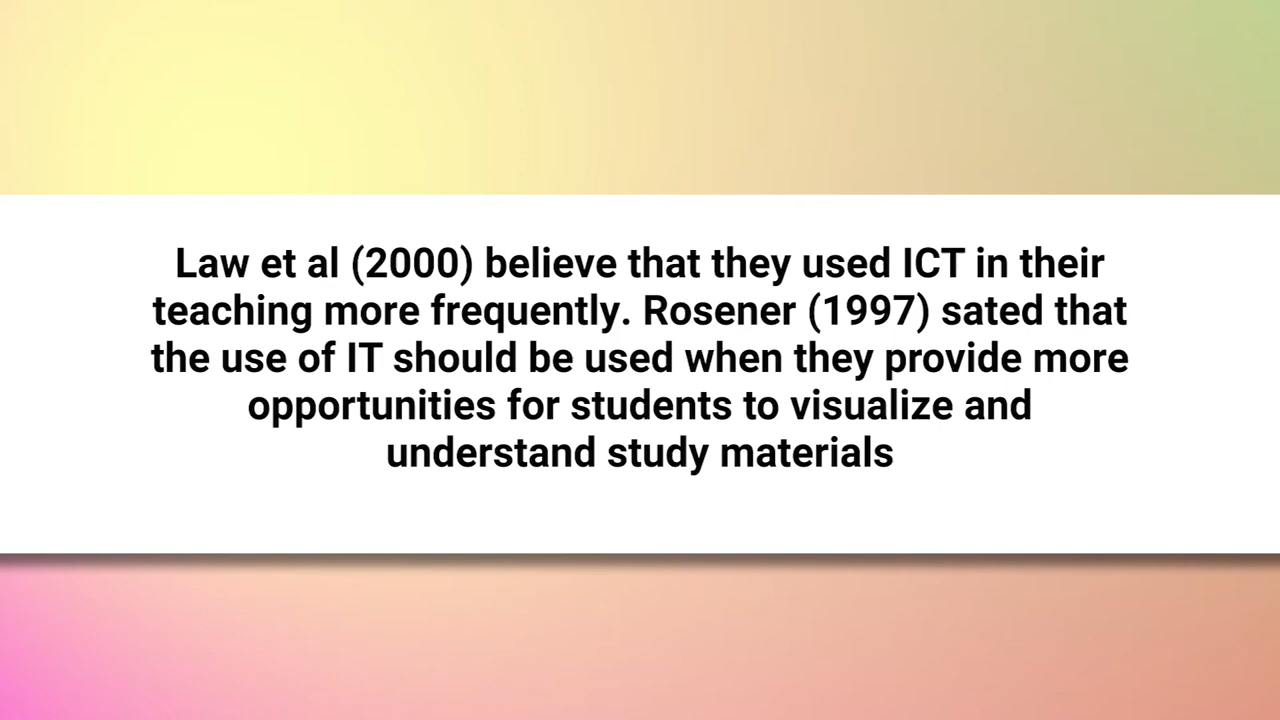 Law et al (2000) believe that they used ICT in their
teaching more frequently. Rosener (1997) sated that
the use of IT should be used when they provide more
opportunities for students to visualize and
understand study materials